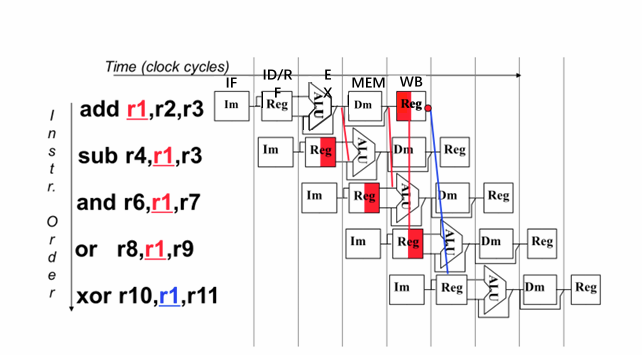 Time (clock cycles)
IF ID/RF EX MEM WB
Instr. Order
add r1,r2,r3 Im Reg ALU Dm Reg
sub r4,r1,r3 Im Reg ALU Dm Reg
and r6,r1,r7 Im Reg ALU Dm Reg
or r8,r1,r9 Im Reg ALU Dm Reg
xor r10,r1,r11 Im Reg ALU Dm Reg